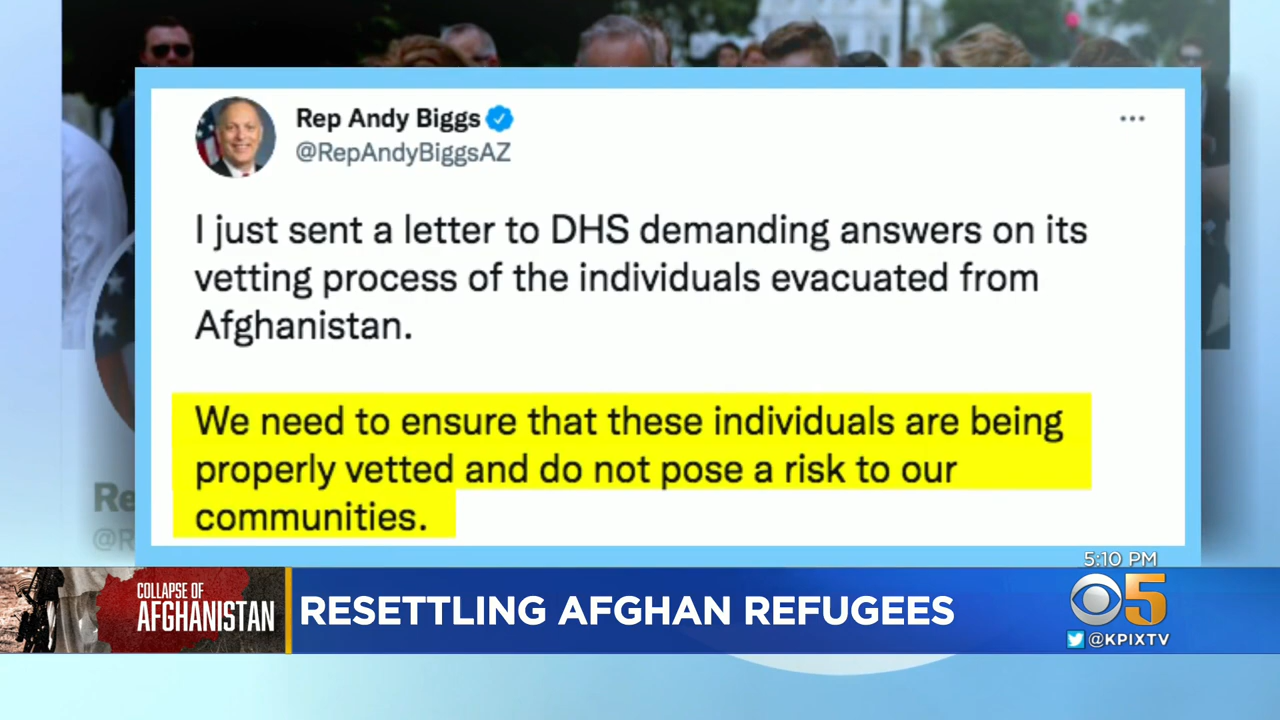 Rep Andy Biggs
@RepAndyBiggsAZ
I just sent a letter to DHS demanding answers on its
vetting process of the individuals evacuated from
Afghanistan.
We need to ensure that these individuals are being
properly vetted and do not pose a risk to our
communities.
Re
@R
5:10 PM
COLLAPSE OF
AFGHANISTAN
RESETTLING AFGHAN REFUGEES
5
@KPIXTV